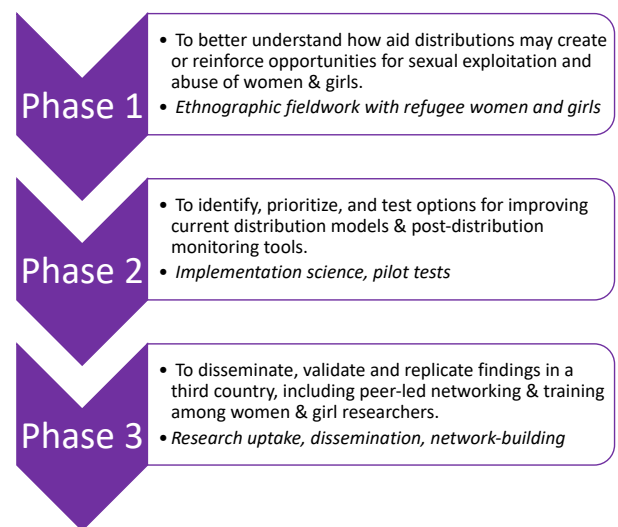 Phase 1
• To better understand how aid distributions may create
or reinforce opportunities for sexual exploitation and
abuse of women & girls.
• Ethnographic fieldwork with refugee women and girls
Phase 2
• To identify, prioritize, and test options for improving
current distribution models & post-distribution
monitoring tools.
• Implementation science, pilot tests
Phase 3
• To disseminate, validate and replicate findings in a
third country, including peer-led networking & training
among women & girl researchers.
• Research uptake, dissemination, network-building